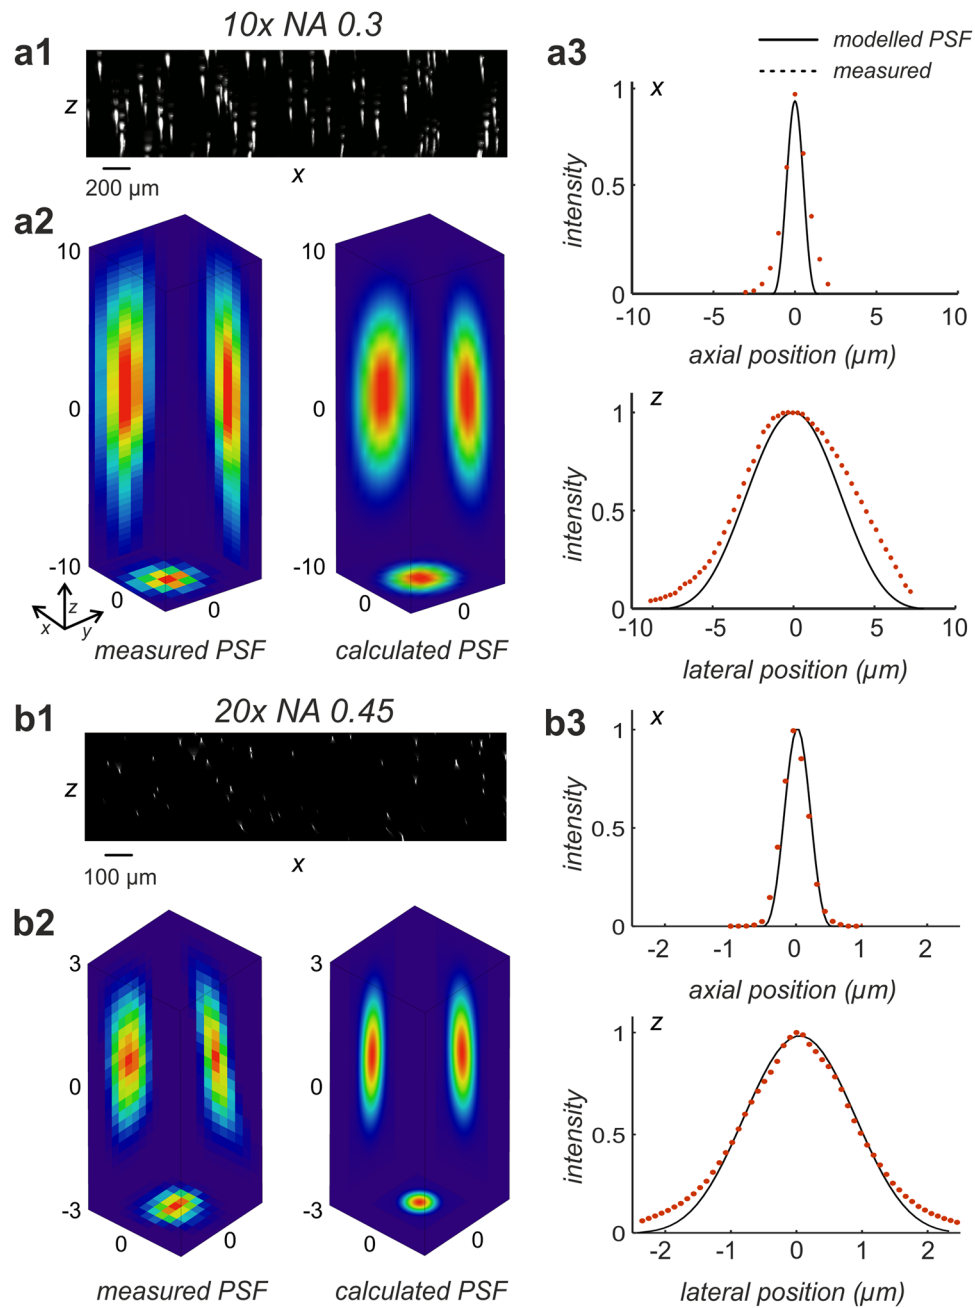 10x NA 0.3
a1
z
x
200 µm
a2
10
0
-10
0
0
z
x
y
measured PSF
10
0
-10
0
0
calculated PSF
a3
modelled PSF
measured
x
1
0.5
0
intensity
-10
-5
0
5
10
axial position (µm)
z
1
0.5
0
intensity
-10
-5
0
5
10
lateral position (µm)
20x NA 0.45
b1
z
x
100 µm
b2
3
0
-3
0
0
measured PSF
3
0
-3
0
0
calculated PSF
b3
x
1
0.5
0
intensity
-2
-1
0
1
2
axial position (µm)
z
1
0.5
0
intensity
-2
-1
0
1
2
lateral position (µm)